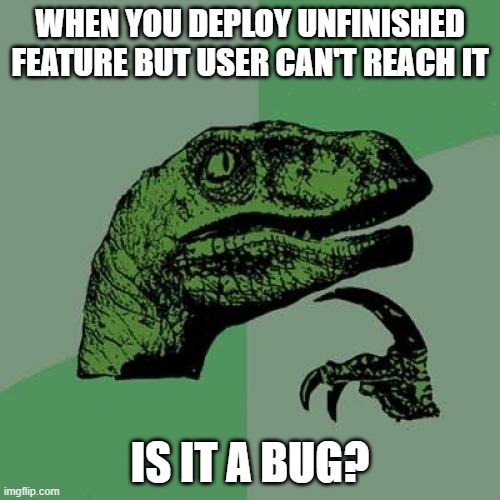 WHEN YOU DEPLOY UNFINISHED
FEATURE BUT USER CAN'T REACH IT
IS IT A BUG?
imgflip.com